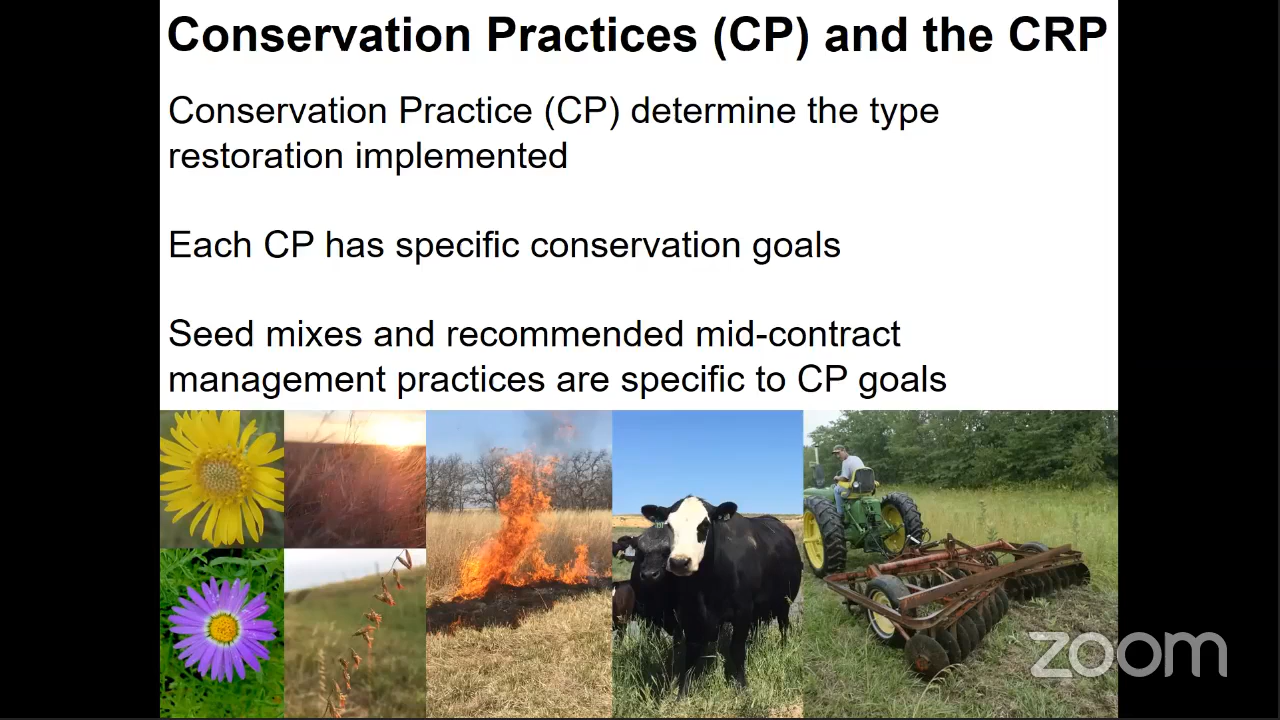 Conservation Practices (CP) and the CRP
Conservation Practice (CP) determine the type
restoration implemented
Each CP has specific conservation goals
Seed mixes and recommended mid-contract
management practices are specific to CP goals
zoom